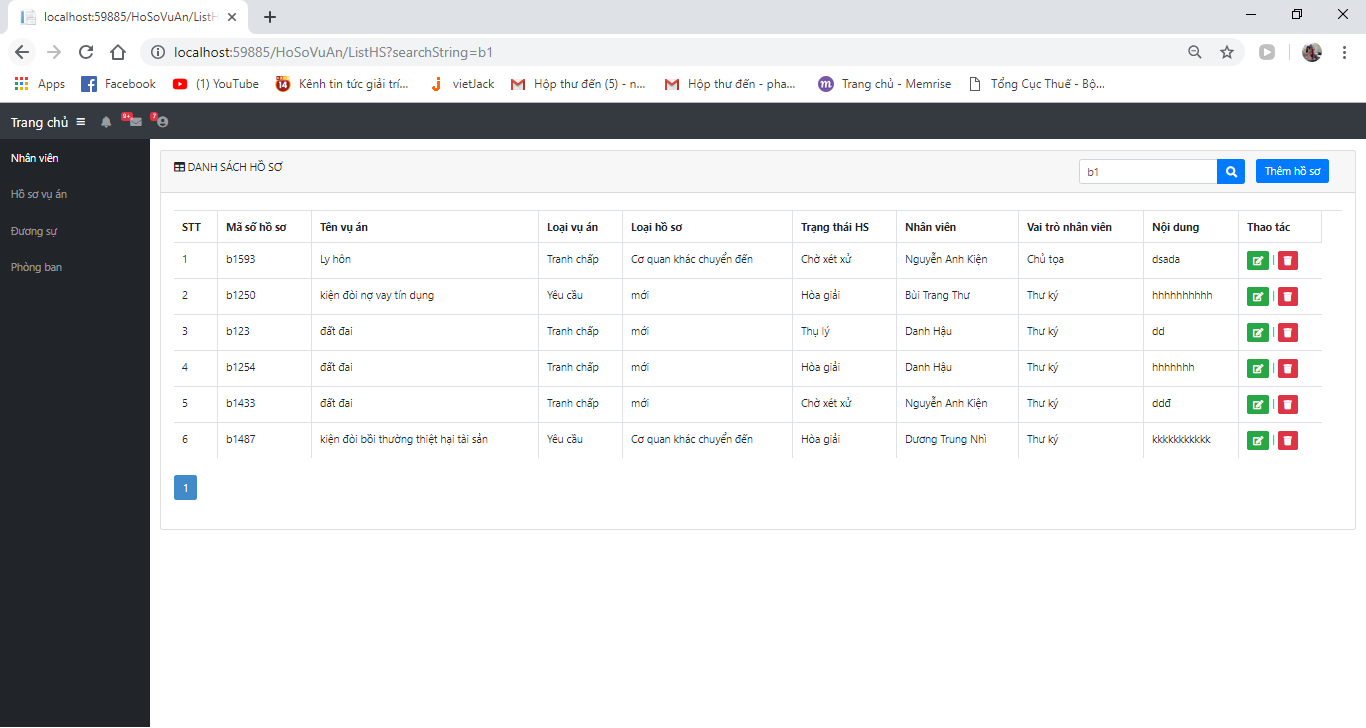 localhost:59885/HoSoVuAn/ListH
localhost:59885/HoSoVuAn/ListHS?searchString=b1
Apps Facebook (1) YouTube Kênh tin tức giải trí... vietJack Hộp thư đến (5) - n... Hộp thư đến - pha... Trang chủ - Memrise Tổng Cục Thuế - Bộ...
Trang chủ 9+ 7
Nhân viên
Hồ sơ vụ án
Đương sự
Phòng ban
DANH SÁCH HỒ SƠ b1 Thêm hồ sơ
STT Mã số hồ sơ Tên vụ án Loại vụ án Loại hồ sơ Trạng thái HS Nhân viên Vai trò nhân viên Nội dung Thao tác
1 b1593 Ly hôn Tranh chấp Cơ quan khác chuyển đến Chờ xét xử Nguyễn Anh Kiện Chủ tọa dsada |
2 b1250 kiện đòi nợ vay tín dụng Yêu cầu mới Hòa giải Bùi Trang Thư Thư ký hhhhhhhhhh |
3 b123 đất đai Tranh chấp mới Thụ lý Danh Hậu Thư ký dd |
4 b1254 đất đai Tranh chấp mới Hòa giải Danh Hậu Thư ký hhhhhhh |
5 b1433 đất đai Tranh chấp mới Chờ xét xử Nguyễn Anh Kiện Thư ký ddđ |
6 b1487 kiện đòi bồi thường thiệt hại tài sản Yêu cầu Cơ quan khác chuyển đến Hòa giải Dương Trung Nhì Thư ký kkkkkkkkkkk |
1